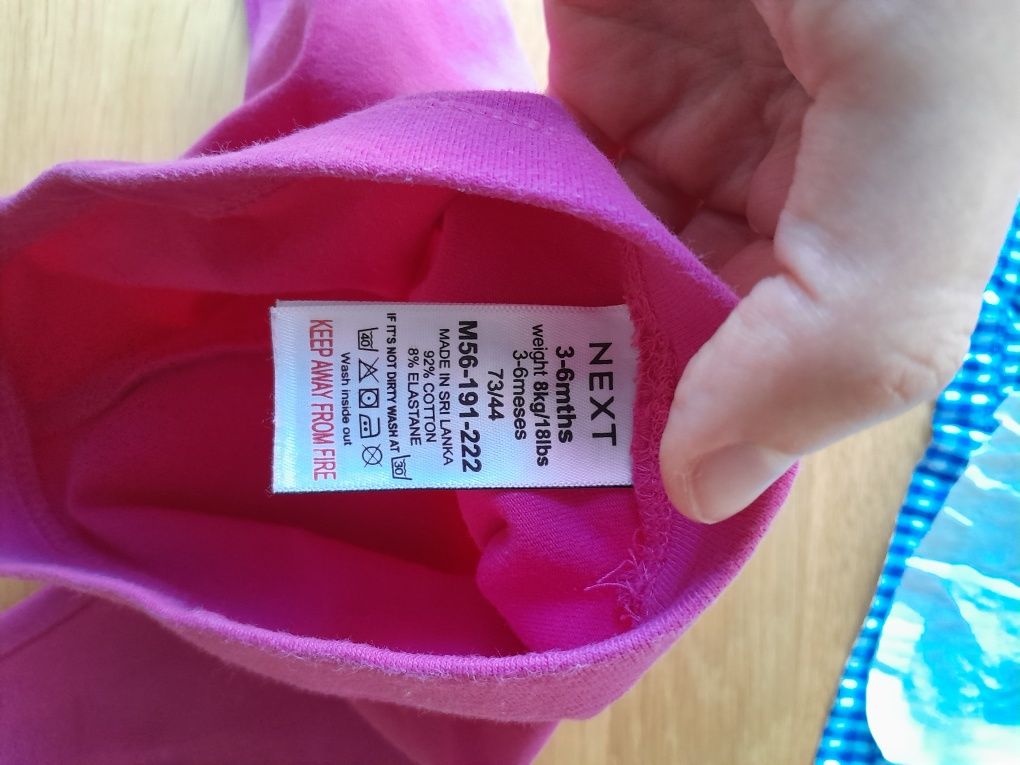 NEXT
3-6mths
weight 8kg/18lbs
3-6meses
73/44
M56-191-222
MADE IN SRI LANKA
92% COTTON
8% ELASTANE
IF IT'S NOT DIRTY WASH AT 30
40
Wash inside out
KEEP AWAY FROM FIRE